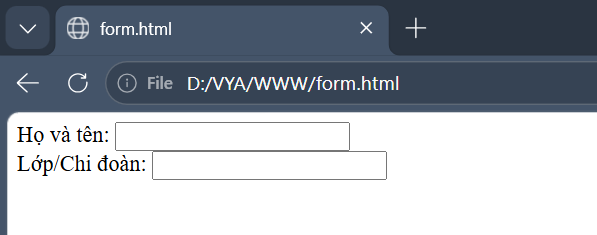 form.html
File D:/VYA/WWW/form.html
Họ và tên:
Lớp/Chi đoàn: